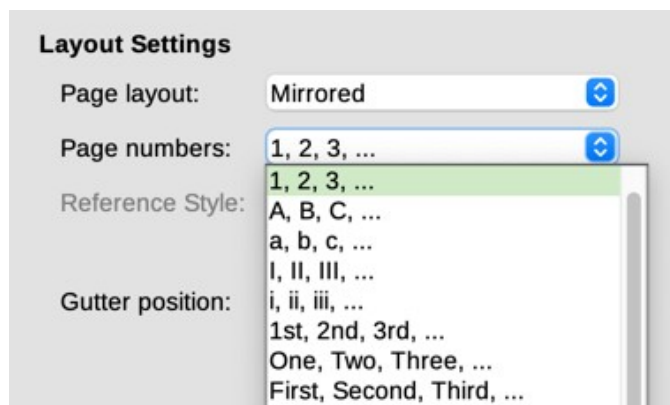 Layout Settings
Page layout: Mirrored
Page numbers: 1, 2, 3, ...
1, 2, 3, ...
Reference Style:
A, B, C, ...
a, b, c, ...
I, II, III, ...
Gutter position: i, ii, iii, ...
1st, 2nd, 3rd, ...
One, Two, Three, ...
First, Second, Third, ...